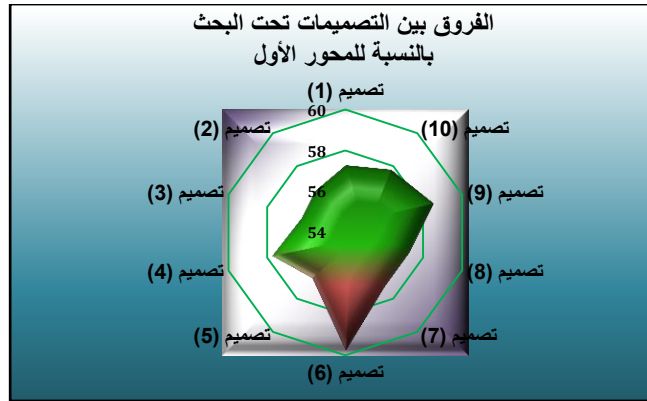 الفروق بين التصميمات تحت البحث
بالنسبة للمحور الأول
تصميم (1)
تصميم (2)
تصميم (3)
تصميم (4)
تصميم (5)
تصميم (6)
تصميم (7)
تصميم (8)
تصميم (9)
تصميم (10)
60
58
56
54